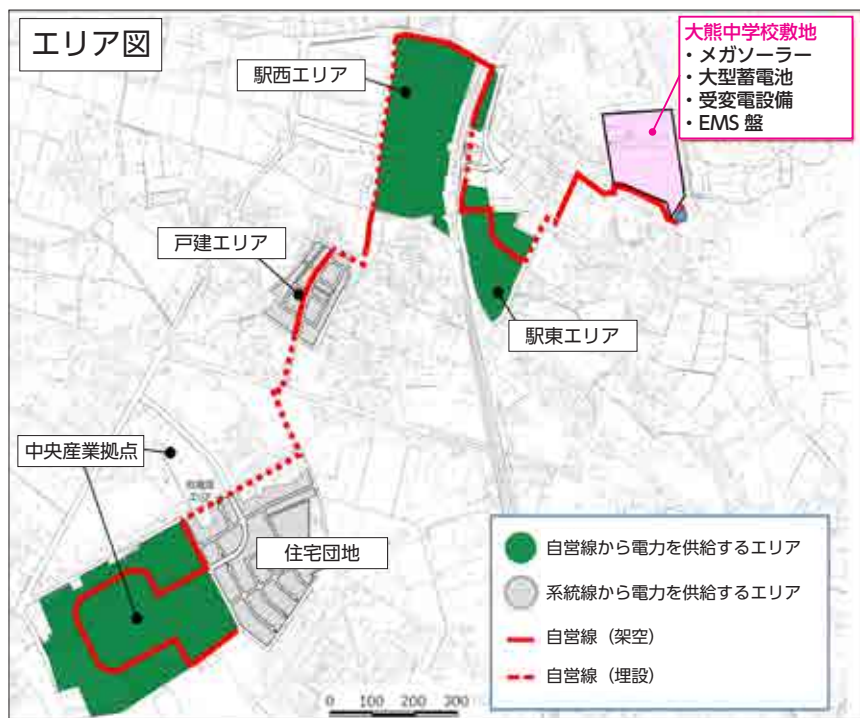 エリア図
大熊中学校敷地
・メガソーラー
・大型蓄電池
・受変電設備
・EMS 盤
駅西エリア
戸建エリア
駅東エリア
中央産業拠点
住宅団地
自営線から電力を供給するエリア
系統線から電力を供給するエリア
自営線（架空）
自営線（埋設）
0 100 200 300